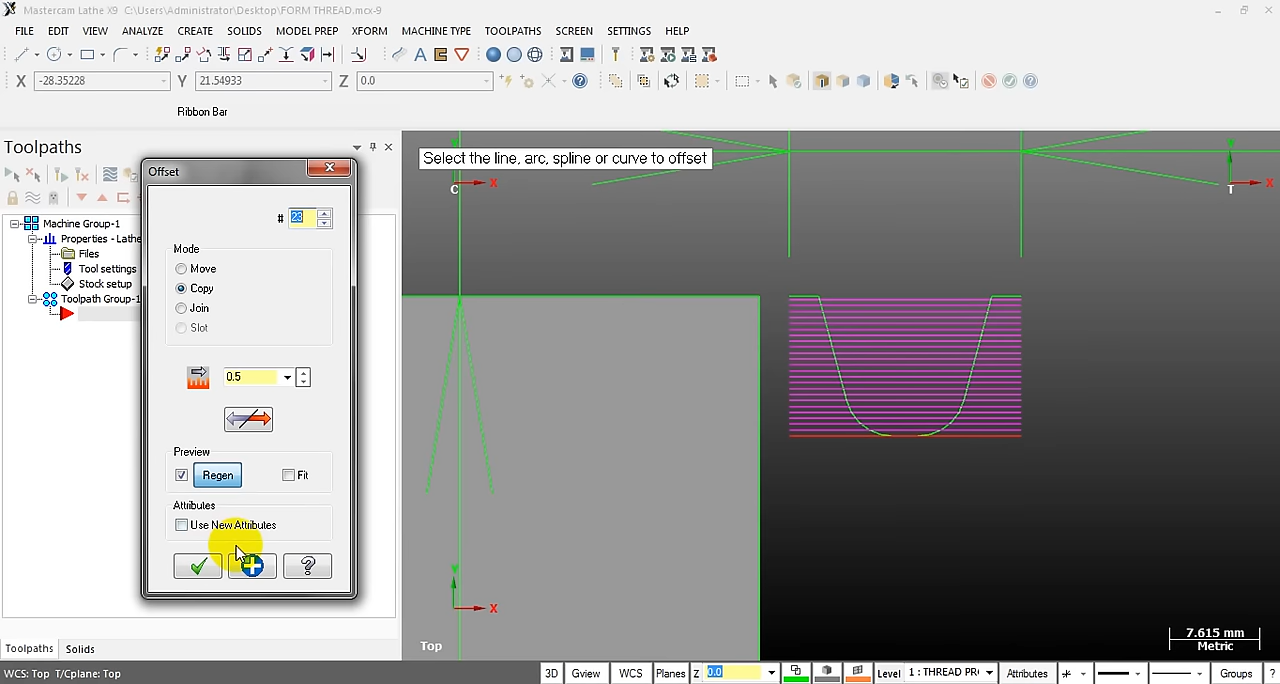 Mastercam Lathe X9 C:\Users\Administrator\Desktop\FORM THREAD.mcx-9
FILE EDIT VIEW ANALYZE CREATE SOLIDS MODEL PREP XFORM MACHINE TYPE TOOLPATHS SCREEN SETTINGS HELP
X -28.35228 Y 21.54933 Z 0.0
Ribbon Bar
Toolpaths
Offset
Select the line, arc, spline or curve to offset
X
C
X
T
# 23
Machine Group-1
Properties - Lathe
Files
Tool settings
Stock setup
Toolpath Group-1
Mode
Move
Copy
Join
Slot
0.5
Preview
Regen Fit
Attributes
Use New Attributes
Y
X
Top
7.615 mm
Metric
Toolpaths Solids
WCS: Top T/Cplane: Top 3D Gview WCS Planes Z 0.0 Level 1 : THREAD PR Attributes Groups ?